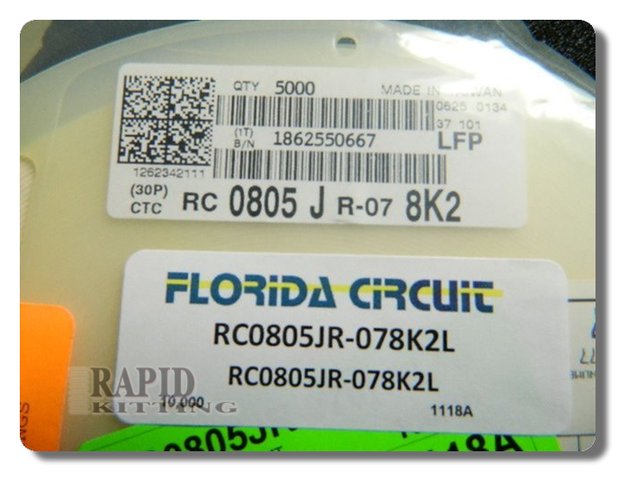 QTY 5000 MADE IN TAIWAN
0625 0134
37 101
(1T)
B/N 1862550667 LFP
1262342111
(30P)
CTC RC 0805 J R-07 8K2
FLORIDA CIRCUIT
RC0805JR-078K2L
RC0805JR-078K2L
10,000 1118A
RAPID
KITTING
118A